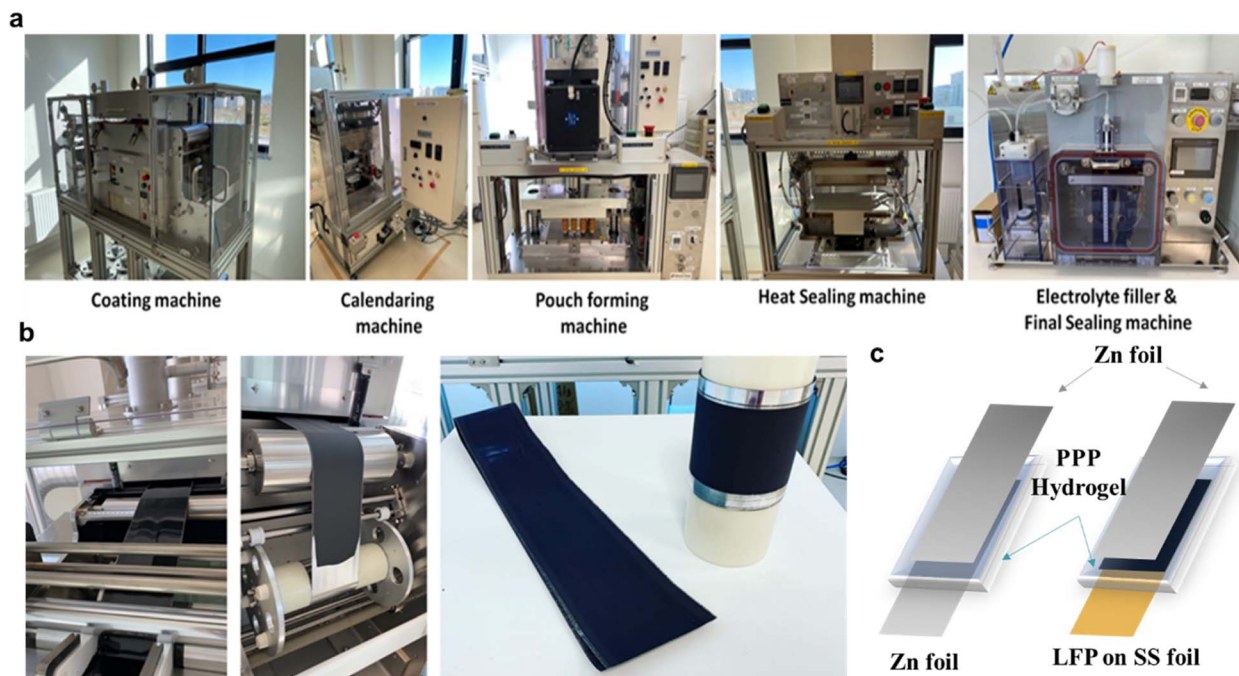 a
Coating machine
Calendaring
machine
Pouch forming
machine
Heat Sealing machine
Electrolyte filler &
Final Sealing machine
b
c
Zn foil
PPP
Hydrogel
Zn foil
LFP on SS foil